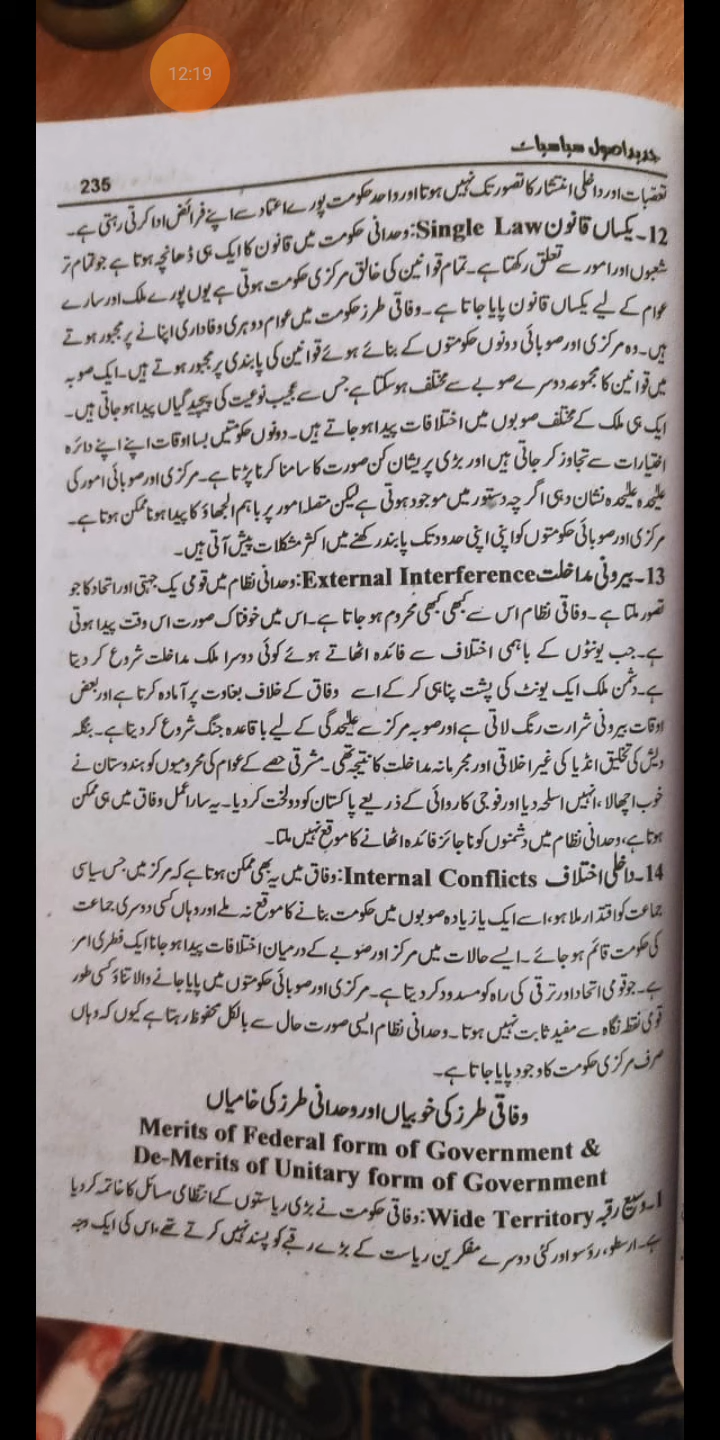 12:19
جدید اصول سیاسیات
235
تعصبات اور داخلی انتشار کا تصور تک نہیں ہوتا اور واحد حکومت پورے اعتماد سے اپنے فرائض ادا کرتی رہتی ہے۔
12۔ یکساں قانون Single Law: وحدانی حکومت میں قانون کا ایک ہی ڈھانچہ ہوتا ہے جو تمام تر
شعبوں اور امور سے تعلق رکھتا ہے۔ تمام قوانین کی خالق مرکزی حکومت ہوتی ہے یوں پورے ملک اور سارے
عوام کے لیے یکساں قانون پایا جاتا ہے۔ وفاقی طرز حکومت میں عوام دوہری وفاداری اپنانے پر مجبور ہوتے
ہیں۔ وہ مرکزی اور صوبائی دونوں حکومتوں کے بنائے ہوئے قوانین کی پابندی پر مجبور ہوتے ہیں۔ ایک صوبہ
میں قوانین کا مجموعہ دوسرے صوبے سے مختلف ہو سکتا ہے جس سے عجیب نوعیت کی پیچیدگیاں پیدا ہو جاتی ہیں۔
ایک ہی ملک کے مختلف صوبوں میں اختلافات پیدا ہو جاتے ہیں۔ دونوں حکومتیں بسا اوقات اپنے اپنے دائرہ
اختیارات سے تجاوز کر جاتی ہیں اور بڑی پریشان کن صورت کا سامنا کرنا پڑتا ہے۔ مرکزی اور صوبائی امور کی
علیحدہ علیحدہ نشان دہی اگرچہ دستور میں موجود ہوتی ہے لیکن متصلہ امور پر باہم الجھاؤ کا پیدا ہونا ممکن ہوتا ہے۔
مرکزی اور صوبائی حکومتوں کو اپنی اپنی حدود تک پابند رکھنے میں اکثر مشکلات پیش آتی ہیں۔
13۔ بیرونی مداخلت External Interference: وحدانی نظام میں قومی یک جہتی اور اتحاد کا جو
تصور ملتا ہے۔ وفاقی نظام اس سے کبھی کبھی محروم ہو جاتا ہے۔ اس میں خوفناک صورت اس وقت پیدا ہوتی
ہے۔ جب یونٹوں کے باہمی اختلاف سے فائدہ اٹھاتے ہوئے کوئی دوسرا ملک مداخلت شروع کر دیتا
ہے۔ دشمن ملک ایک یونٹ کی پشت پناہی کر کے اسے وفاق کے خلاف بغاوت پر آمادہ کرتا ہے اور بعض
اوقات بیرونی شرارت رنگ لاتی ہے اور صوبہ مرکز سے علیحدگی کے لیے باقاعدہ جنگ شروع کر دیتا ہے۔ بنگلہ
دیش کی تخلیق انڈیا کی غیر اخلاقی اور مجرمانہ مداخلت کا نتیجہ تھی۔ مشرقی حصے کے عوام کی محرومیوں کو ہندوستان نے
خوب اچھالا، انہیں اسلحہ دیا اور فوجی کاروائی کے ذریعے پاکستان کو دولخت کر دیا۔ یہ سارا عمل وفاق میں ہی ممکن
ہوتا ہے، وحدانی نظام میں دشمنوں کو ناجائز فائدہ اٹھانے کا موقع نہیں ملتا۔
14۔ داخلی اختلاف Internal Conflicts: وفاق میں یہ بھی ممکن ہوتا ہے کہ مرکز میں جس سیاسی
جماعت کو اقتدار ملا ہو، اسے ایک یا زیادہ صوبوں میں حکومت بنانے کا موقع نہ ملے اور وہاں کسی دوسری جماعت
کی حکومت قائم ہو جائے۔ ایسے حالات میں مرکز اور صوبے کے درمیان اختلافات پیدا ہو جانا ایک فطری امر
ہے۔ جو قومی اتحاد اور ترقی کی راہ کو مسدود کر دیتا ہے۔ مرکزی اور صوبائی حکومتوں میں پایا جانے والا تناؤ کسی طور
قومی نقطہ نگاہ سے مفید ثابت نہیں ہوتا۔ وحدانی نظام ایسی صورت حال سے بالکل محفوظ رہتا ہے کیوں کہ وہاں
صرف مرکزی حکومت کا وجود پایا جاتا ہے۔
وفاقی طرز کی خوبیاں اور وحدانی طرز کی خامیاں
Merits of Federal form of Government &
De-Merits of Unitary form of Government
1۔ وسیع رقبہ Wide Territory: وفاقی حکومت نے بڑی ریاستوں کے انتظامی مسائل کا خاتمہ کر دیا
ہے۔ ارسطو، روسو اور کئی دوسرے مفکرین ریاست کے بڑے رقبے کو پسند نہیں کرتے تھے، اس کی ایک وجہ